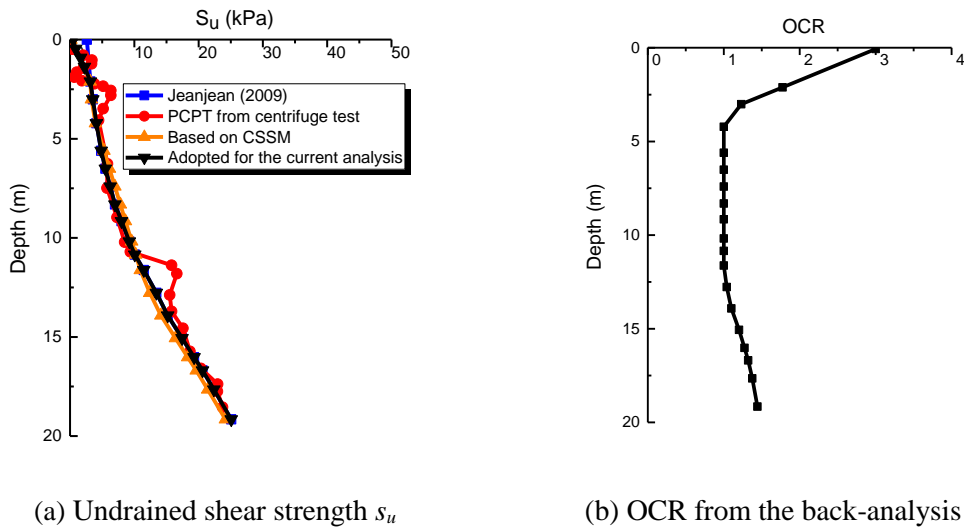 S_u (kPa)
0 10 20 30 40 50
0
5
10
15
20
Depth (m)
Jeanjean (2009)
PCPT from centrifuge test
Based on CSSM
Adopted for the current analysis
(a) Undrained shear strength s_u
OCR
0 1 2 3 4
0
5
10
15
20
Depth (m)
(b) OCR from the back-analysis